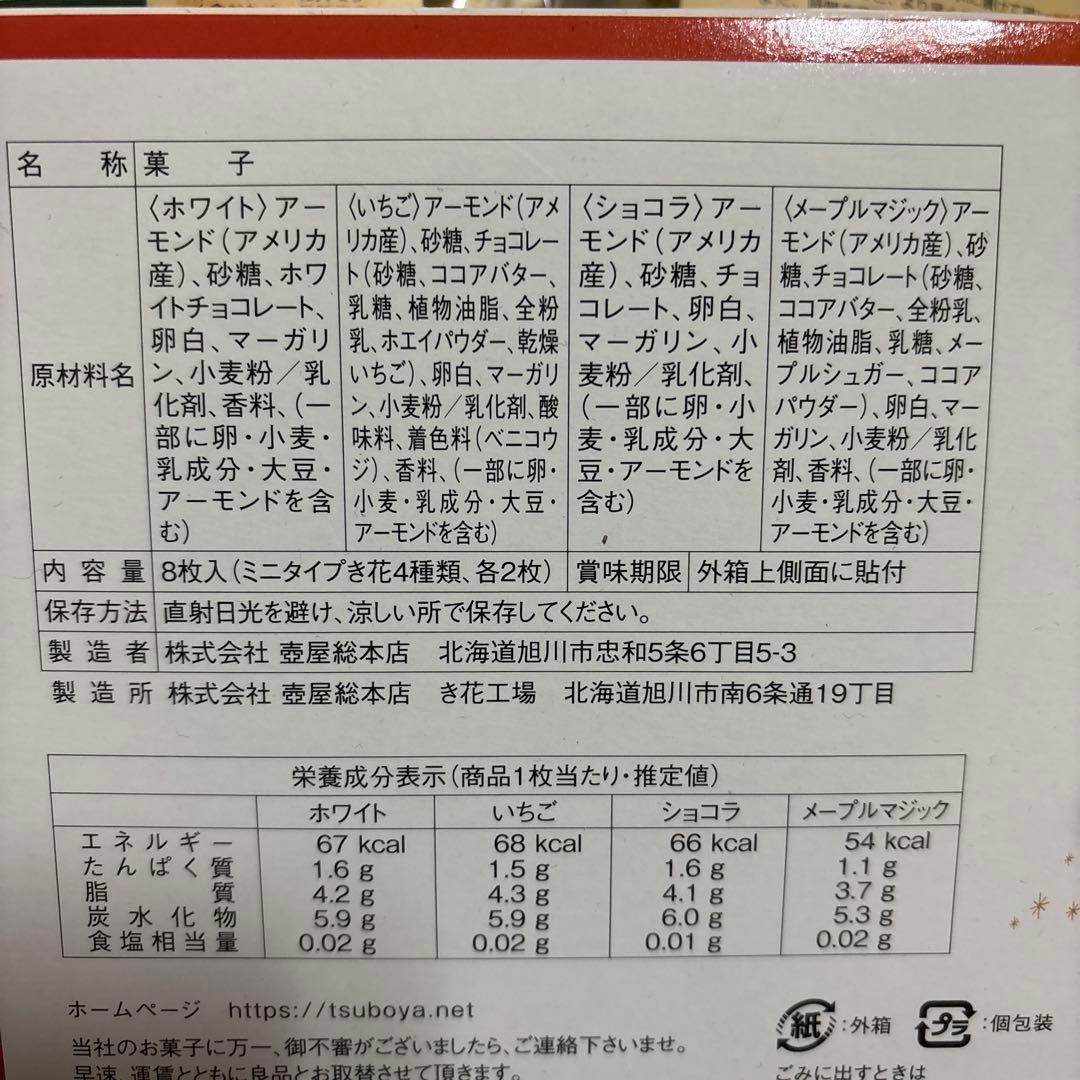 名称 菓子
原材料名
〈ホワイト〉アー
モンド（アメリカ
産）、砂糖、ホワ
イトチョコレート、
卵白、マーガリ
ン、小麦粉／乳
化剤、香料、（一
部に卵・小麦・
乳成分・大豆・
アーモンドを含
む）
〈いちご〉アーモンド（アメ
リカ産）、砂糖、チョコレー
ト（砂糖、ココアバター、
乳糖、植物油脂、全粉
乳、ホエイパウダー、乾燥
いちご）、卵白、マーガリ
ン、小麦粉／乳化剤、酸
味料、着色料（ベニコウ
ジ）、香料、（一部に卵・
小麦・乳成分・大豆・
アーモンドを含む）
〈ショコラ〉アー
モンド（アメリカ
産）、砂糖、チョ
コレート、卵白、
マーガリン、小
麦粉／乳化剤、
（一部に卵・小
麦・乳成分・大
豆・アーモンドを
含む）
〈メープルマジック〉アー
モンド（アメリカ産）、砂
糖、チョコレート（砂糖、
ココアバター、全粉乳、
植物油脂、乳糖、メー
プルシュガー、ココア
パウダー）、卵白、マー
ガリン、小麦粉／乳化
剤、香料、（一部に卵・
小麦・乳成分・大豆・
アーモンドを含む）
内容量 8枚入（ミニタイプき花4種類、各2枚） 賞味期限 外箱上側面に貼付
保存方法 直射日光を避け、涼しい所で保存してください。
製造者 株式会社 壺屋総本店 北海道旭川市忠和5条6丁目5-3
製造所 株式会社 壺屋総本店 き花工場 北海道旭川市南6条通19丁目
栄養成分表示（商品1枚当たり・推定値）
ホワイト いちご ショコラ メープルマジック
エネルギー 67 kcal 68 kcal 66 kcal 54 kcal
たんぱく質 1.6 g 1.5 g 1.6 g 1.1 g
脂質 4.2 g 4.3 g 4.1 g 3.7 g
炭水化物 5.9 g 5.9 g 6.0 g 5.3 g
食塩相当量 0.02 g 0.02 g 0.01 g 0.02 g
ホームページ https://tsuboya.net
当社のお菓子に万一、御不審がございましたら、ご連絡下さいませ。
早速、運賃とともに良品とお取替させて頂きます。
紙:外箱 プラ:個包装
ごみに出すときは